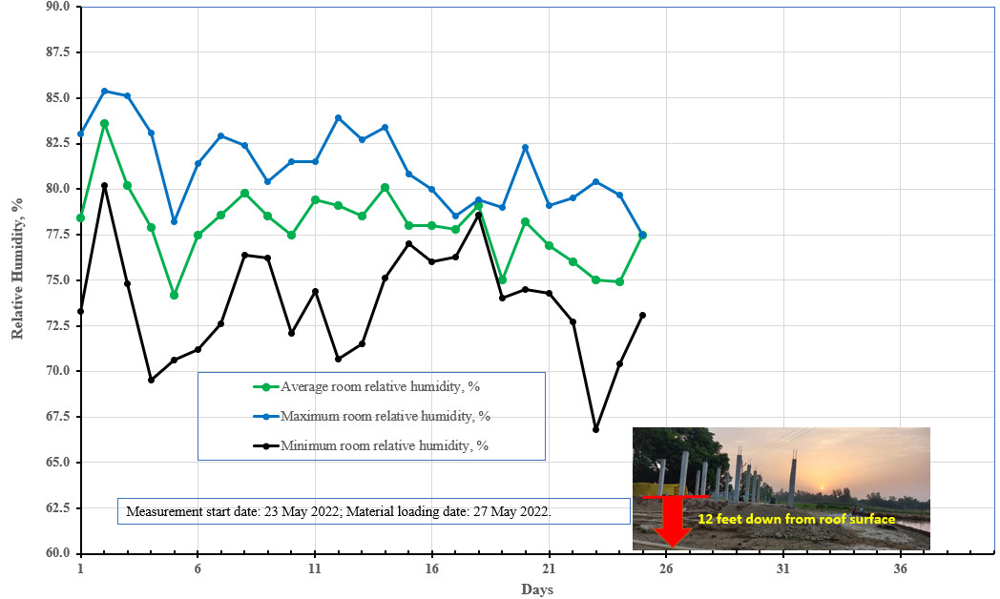 90.0
87.5
85.0
82.5
80.0
77.5
75.0
72.5
70.0
67.5
65.0
62.5
60.0
Relative Humidity, %
Average room relative humidity, %
Maximum room relative humidity, %
Minimum room relative humidity, %
Measurement start date: 23 May 2022; Material loading date: 27 May 2022.
12 feet down from roof surface
1 6 11 16 21 26 31 36
Days